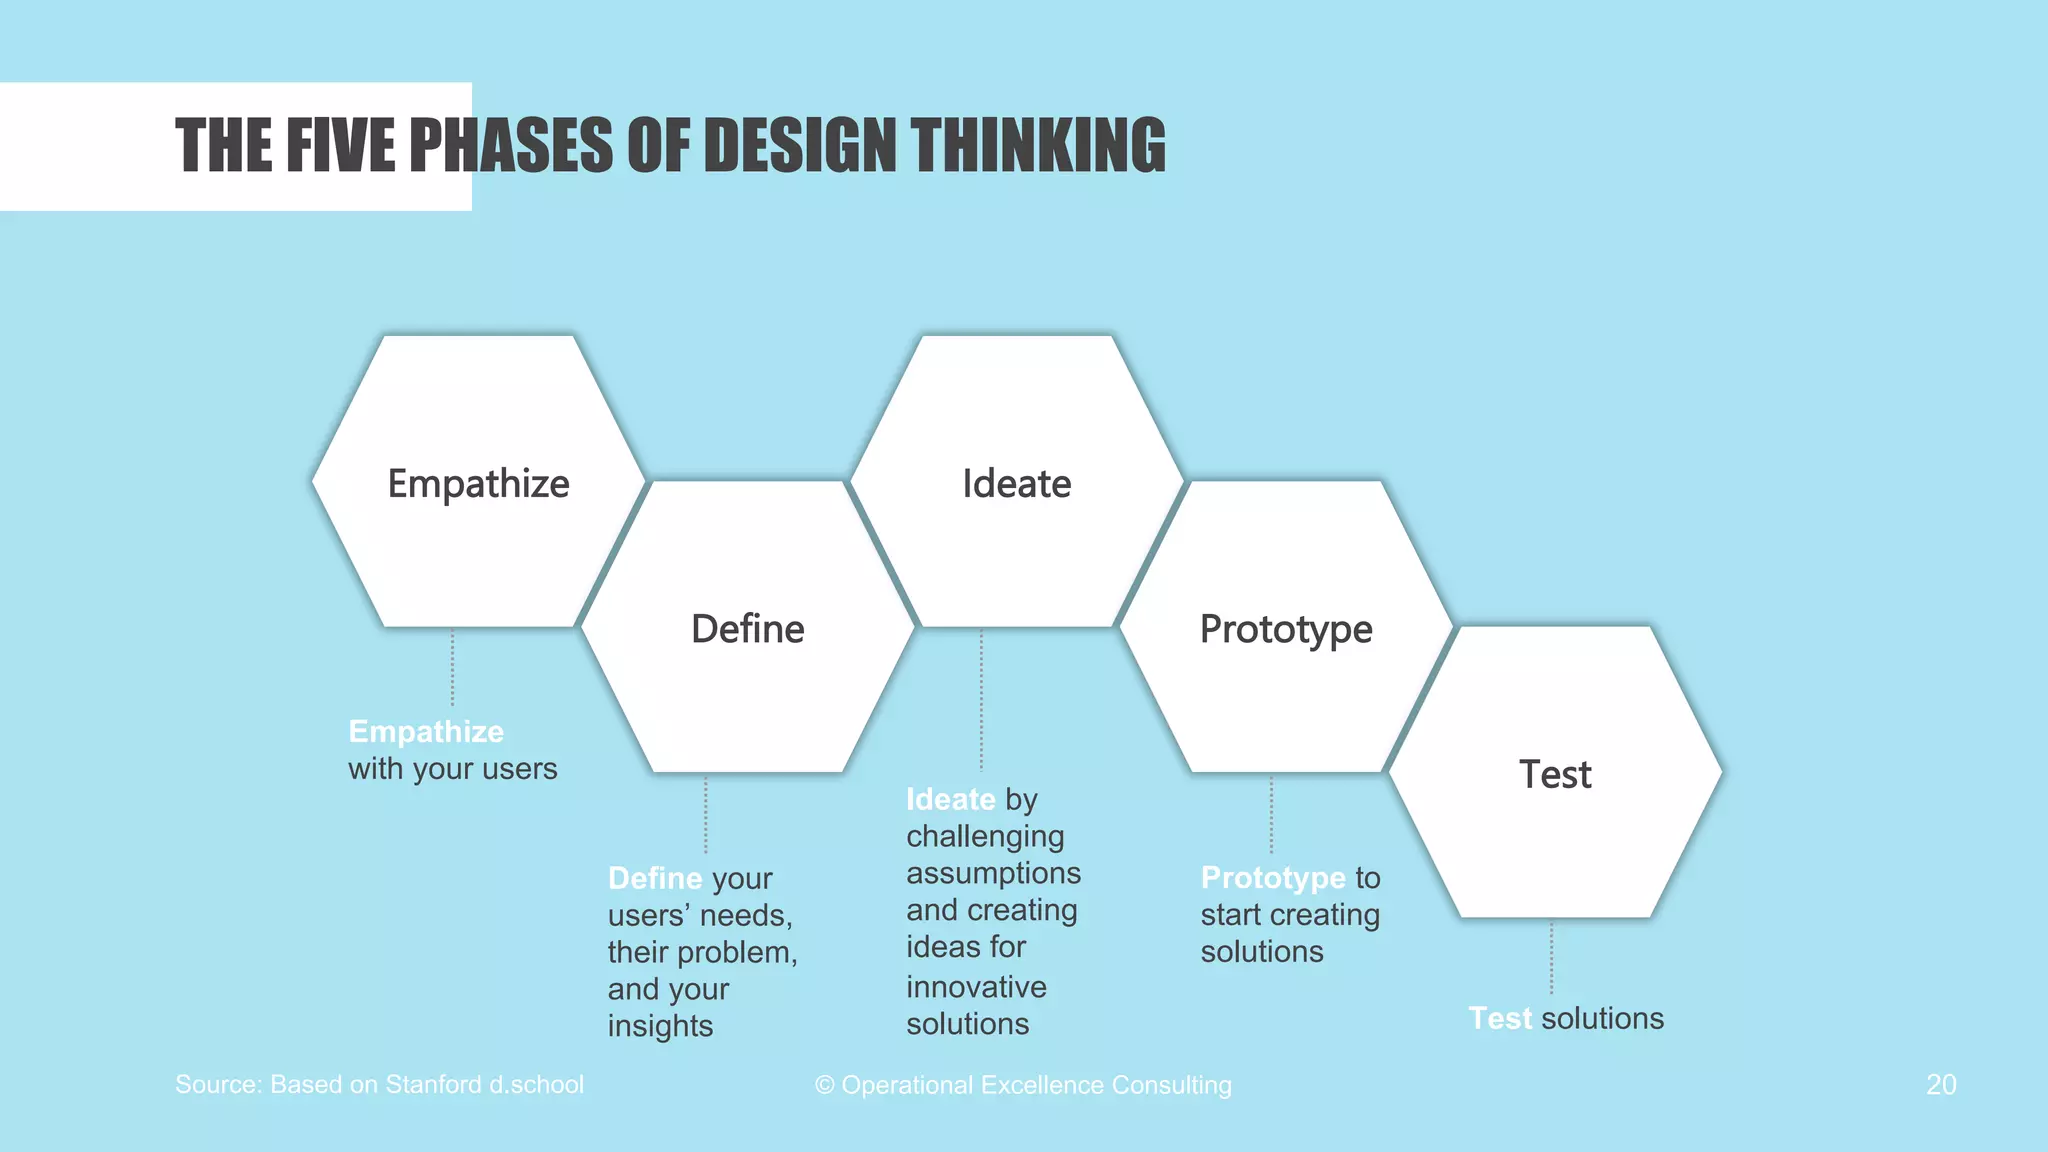 THE FIVE PHASES OF DESIGN THINKING
Empathize
Ideate
Define
Prototype
Test
Empathize
with your users
Define your
users’ needs,
their problem,
and your
insights
Ideate by
challenging
assumptions
and creating
ideas for
innovative
solutions
Prototype to
start creating
solutions
Test solutions
Source: Based on Stanford d.school
© Operational Excellence Consulting
20